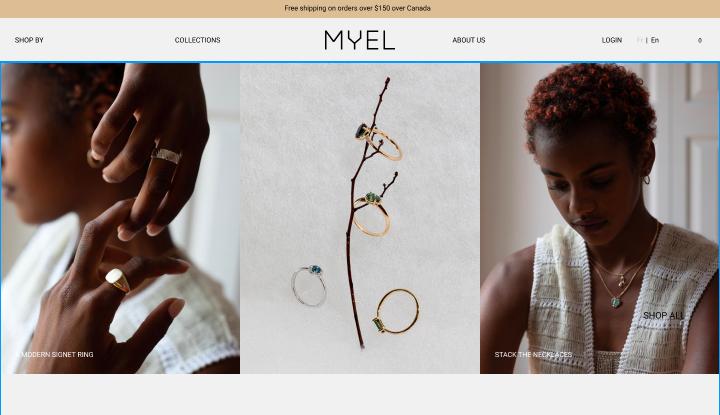 Free shipping on orders over $150 over Canada
SHOP BY
COLLECTIONS
MYEL
ABOUT US
LOGIN
Fr | En
0
MODERN SIGNET RING
STACK THE NECKLACES
SHOP ALL